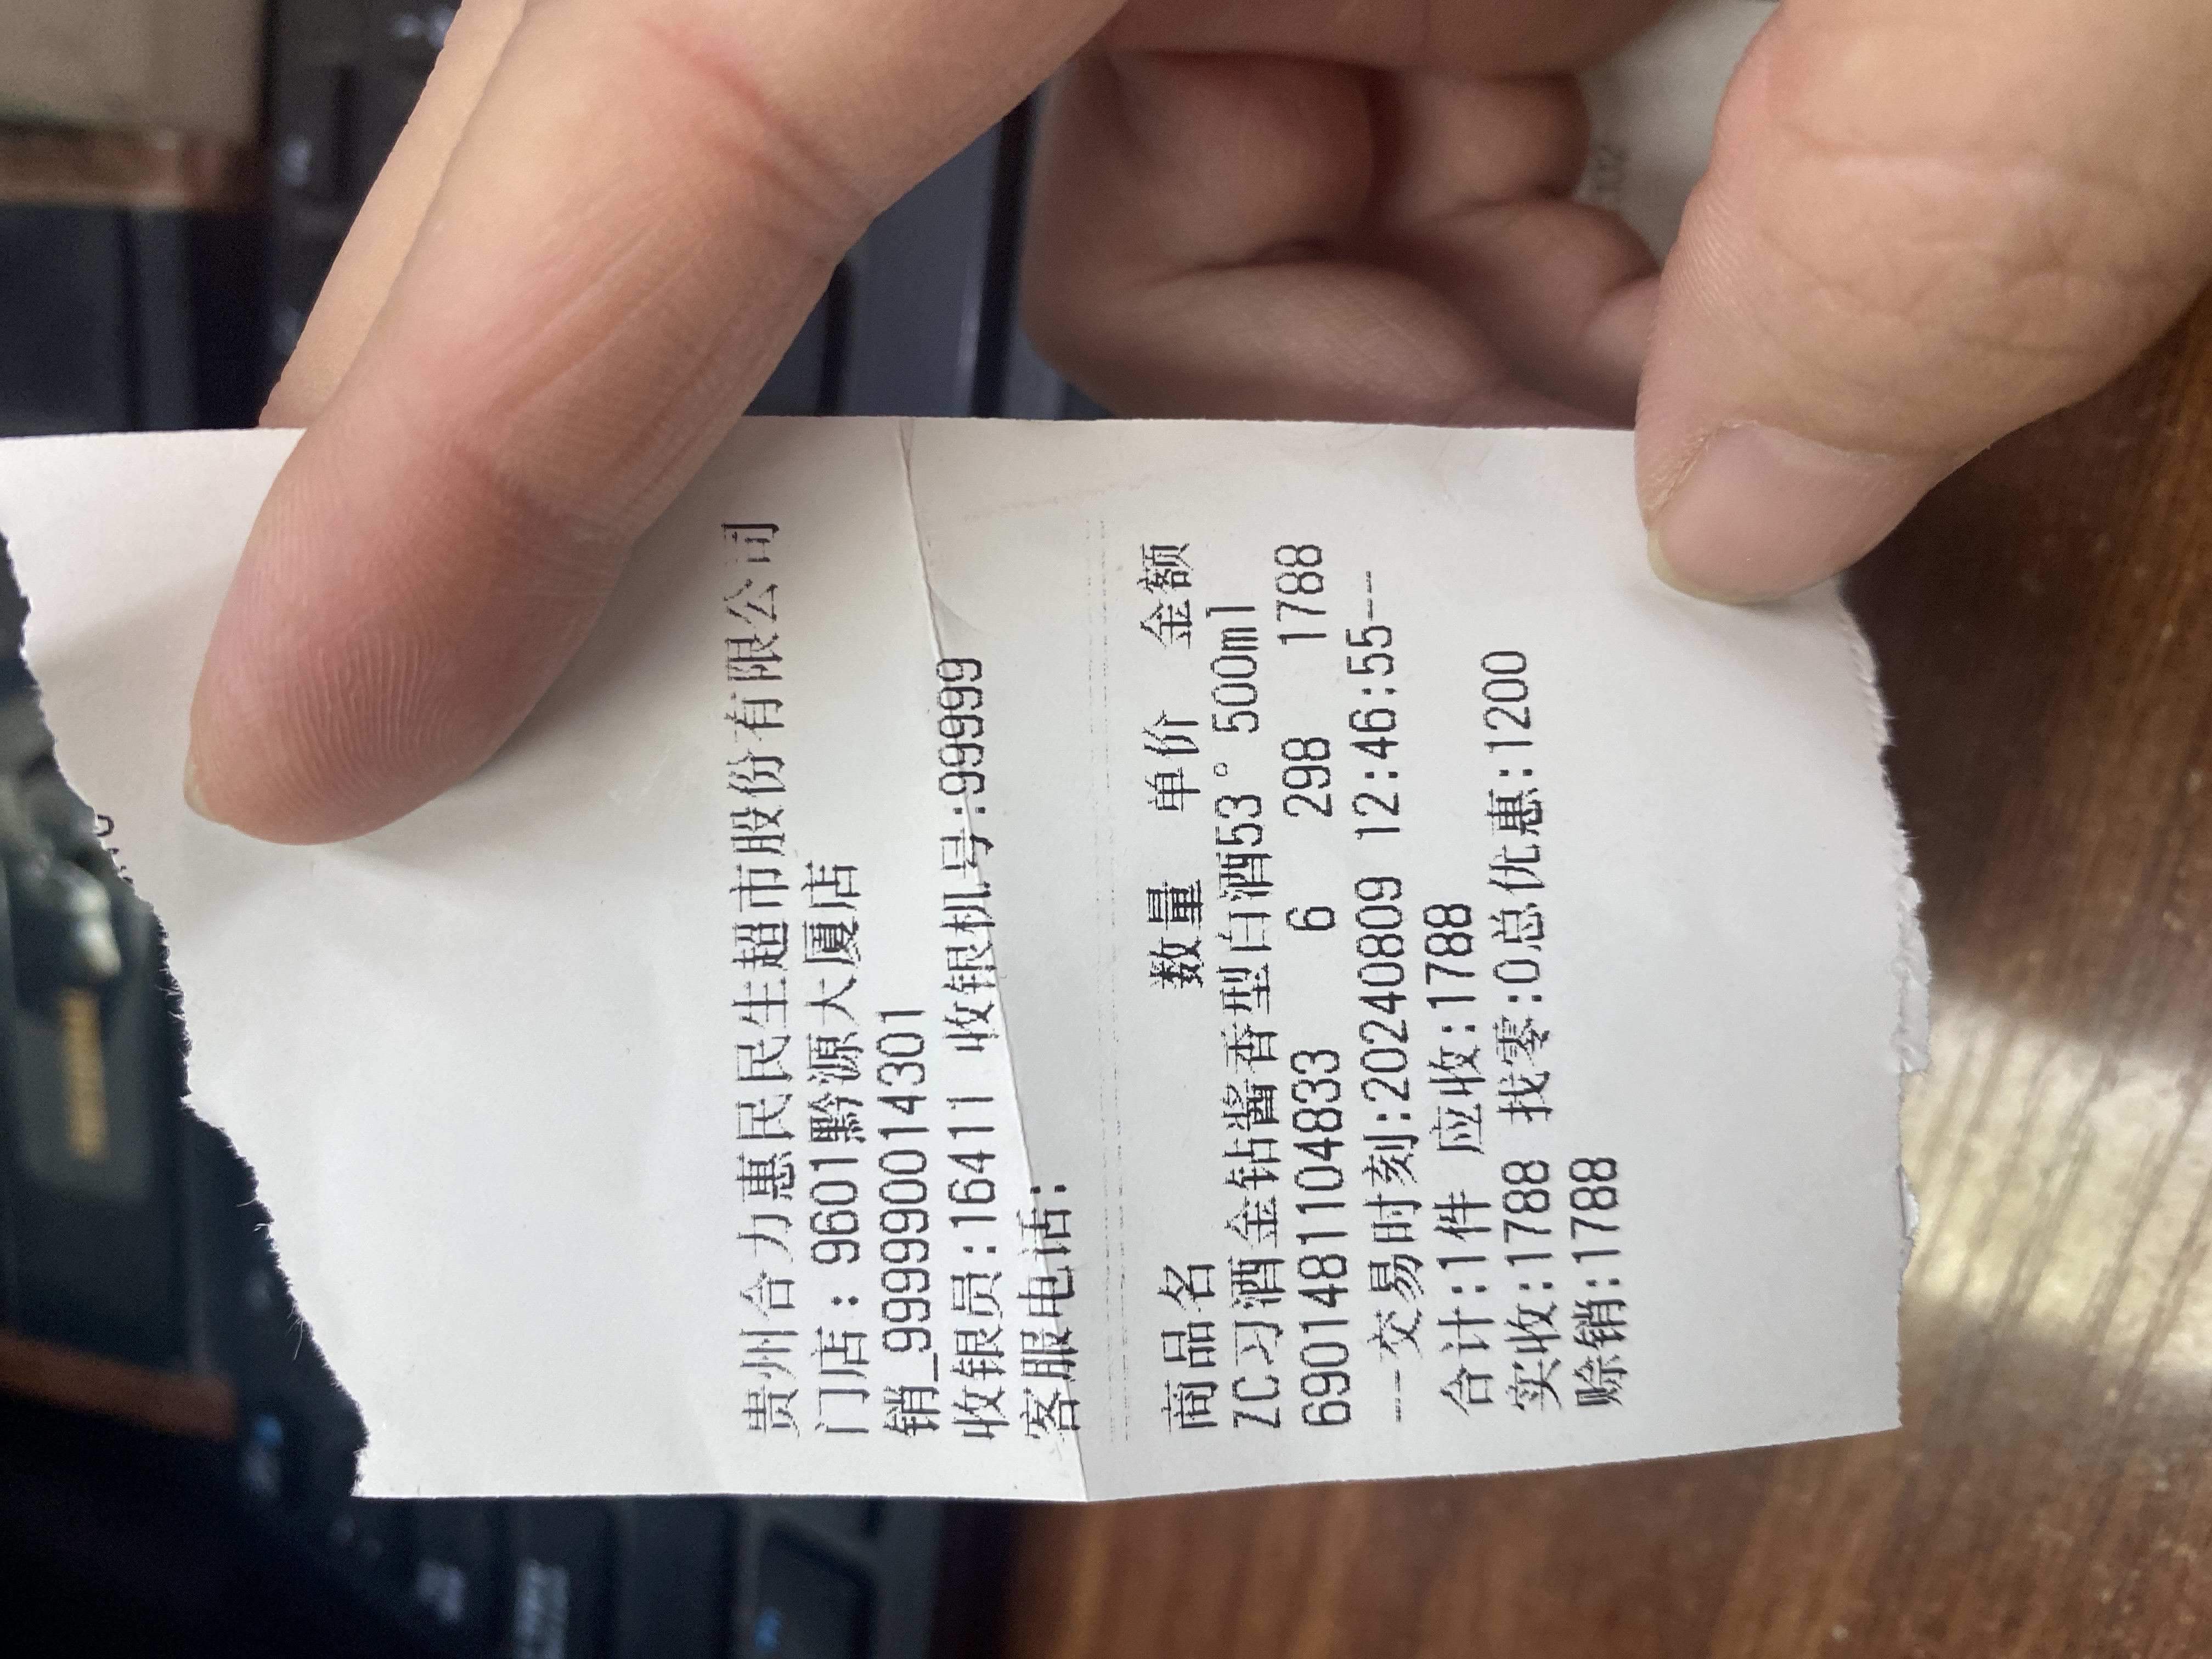 贵州合力惠民民生超市股份有限公司
门店: 9601黔源大厦店
销_999990014301
收银员:16411 收银机号:99999
客服电话:
商品名 数量 单价 金额
ZC习酒金钻酱香型白酒53°500ml
6901481104833 6 298 1788
---交易时刻:20240809 12:46:55---
合计:1件 应收:1788
实收:1788 找零:0总优惠:1200
赊销:1788